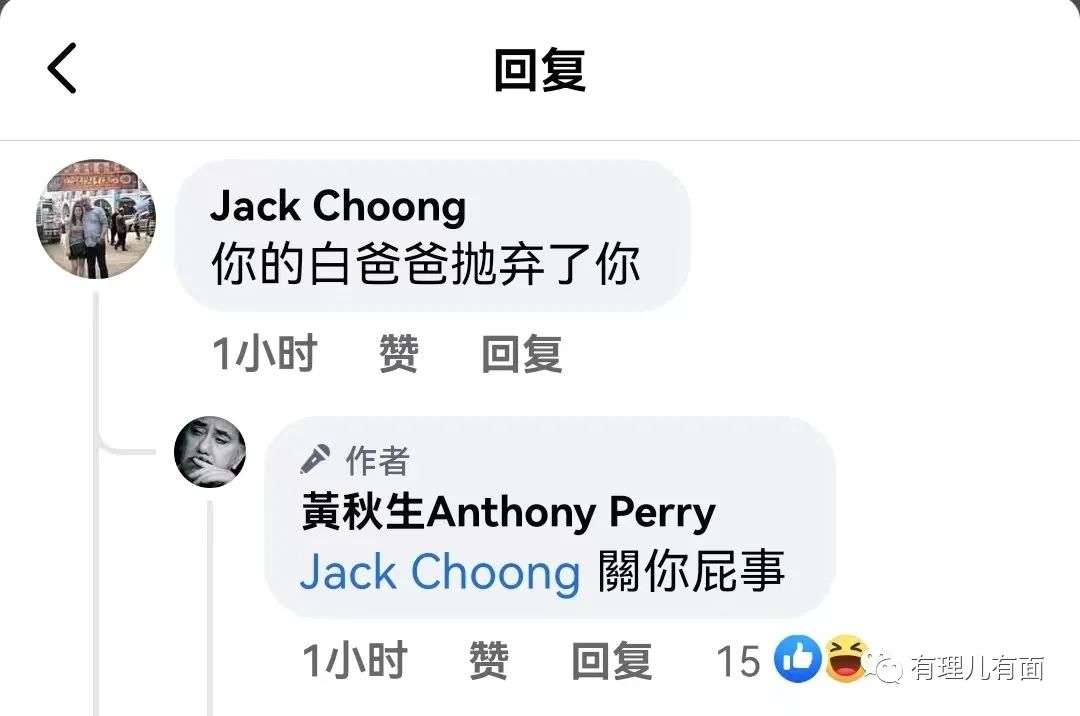 回复
Jack Choong
你的白爸爸抛弃了你
1小时 赞 回复
作者
黃秋生Anthony Perry
Jack Choong 關你屁事
1小时 赞 回复 15
有理儿有面